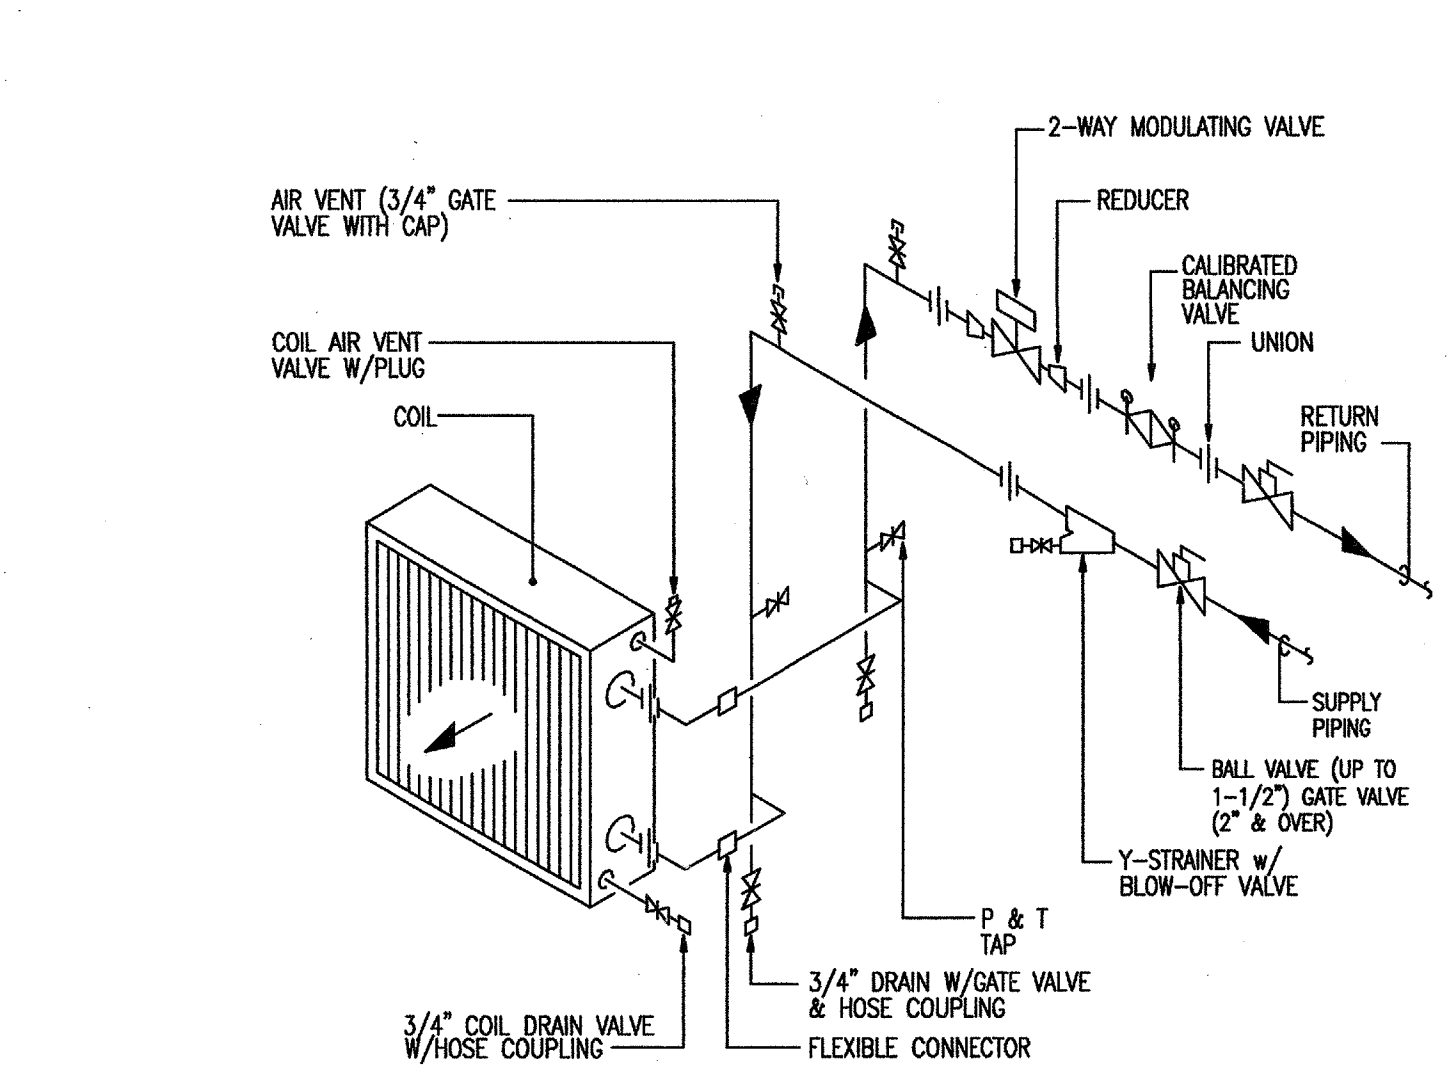 2-WAY MODULATING VALVE
AIR VENT (3/4" GATE
VALVE WITH CAP)
REDUCER
CALIBRATED
BALANCING
VALVE
COIL AIR VENT
VALVE W/PLUG
UNION
COIL
RETURN
PIPING
SUPPLY
PIPING
BALL VALVE (UP TO
1-1/2") GATE VALVE
(2" & OVER)
Y-STRAINER w/
BLOW-OFF VALVE
P & T
TAP
3/4" DRAIN W/GATE VALVE
& HOSE COUPLING
3/4" COIL DRAIN VALVE
W/HOSE COUPLING
FLEXIBLE CONNECTOR